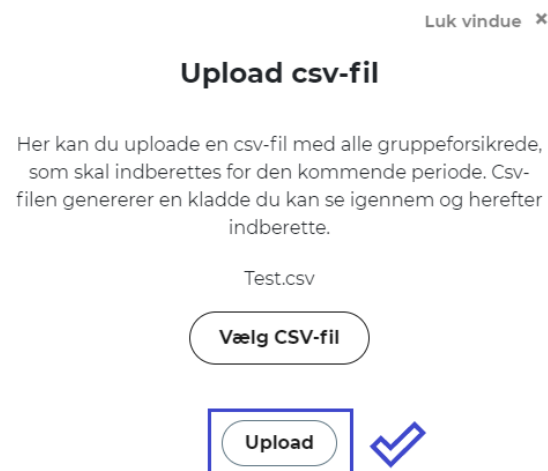 Luk vindue ×
Upload csv-fil
Her kan du uploade en csv-fil med alle gruppeforsikrede,
som skal indberettes for den kommende periode. Csv-
filen genererer en kladde du kan se igennem og herefter
indberette.
Test.csv
Vælg CSV-fil
Upload